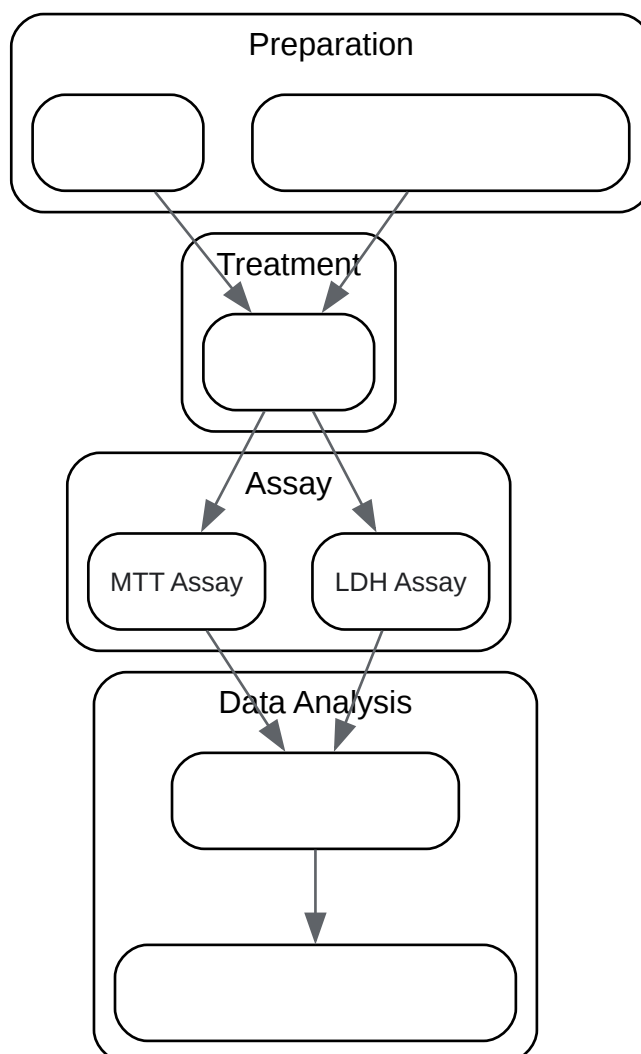 Preparation
Treatment
Assay
MTT Assay
LDH Assay
Data Analysis